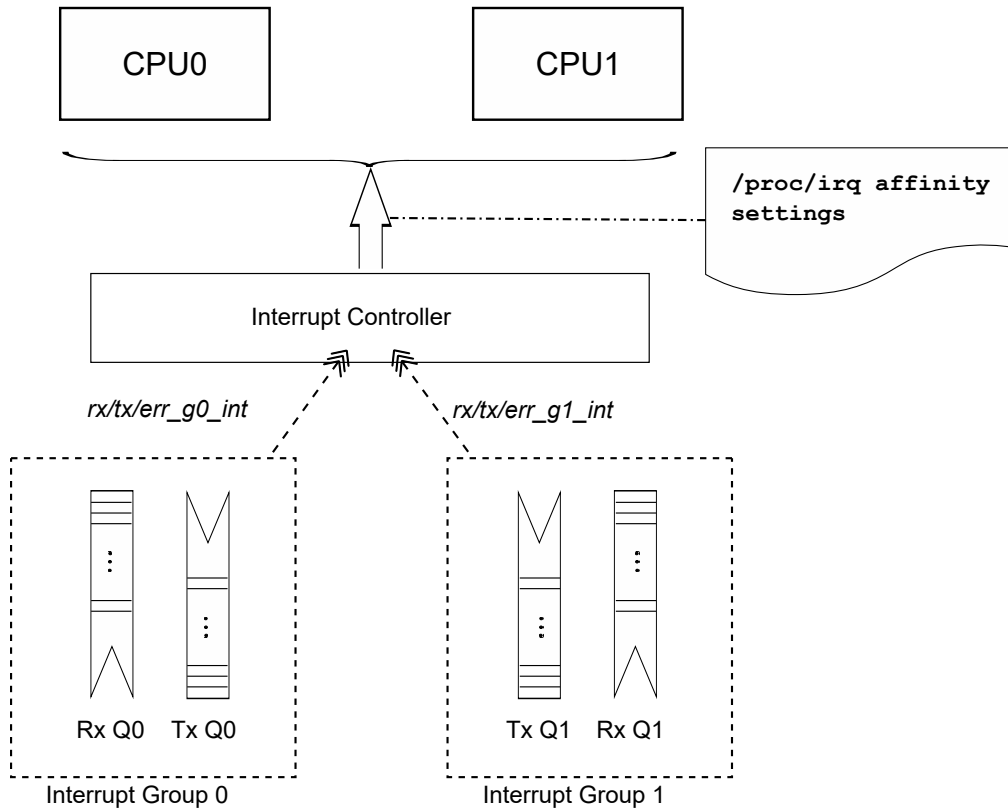 CPU0
CPU1
/proc/irq affinity
settings
Interrupt Controller
rx/tx/err_g0_int
rx/tx/err_g1_int
Rx Q0
Tx Q0
Tx Q1
Rx Q1
Interrupt Group 0
Interrupt Group 1